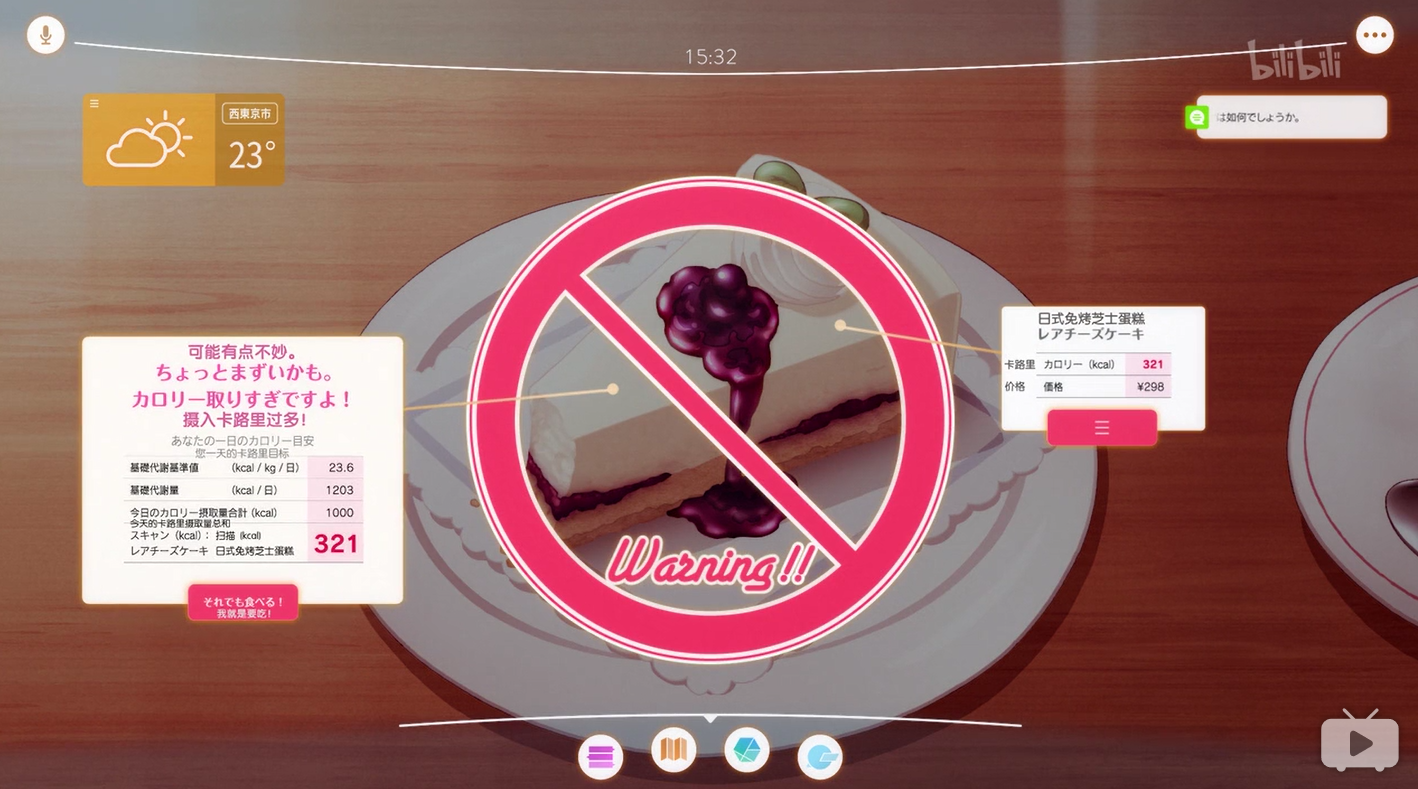 15:32
bilibili
西東京市
23°
は如何でしょうか。
可能有点不妙。
ちょっとまずいかも。
カロリー取りすぎですよ！
摄入卡路里过多!
あなたの一日のカロリー目安
您一天的卡路里目标
基礎代謝基準値 (kcal / kg / 日) 23.6
基礎代謝量 (kcal / 日) 1203
今日のカロリー摂取量合計 (kcal) 1000
今天的卡路里摄取量总和
スキャン (kcal)： 扫描 (kcal)
レアチーズケーキ 日式免烤芝士蛋糕 321
それでも食べる！
我就是要吃!
日式免烤芝士蛋糕
レアチーズケーキ
卡路里 カロリー (kcal) 321
价格 価格 ¥298
Warning!!